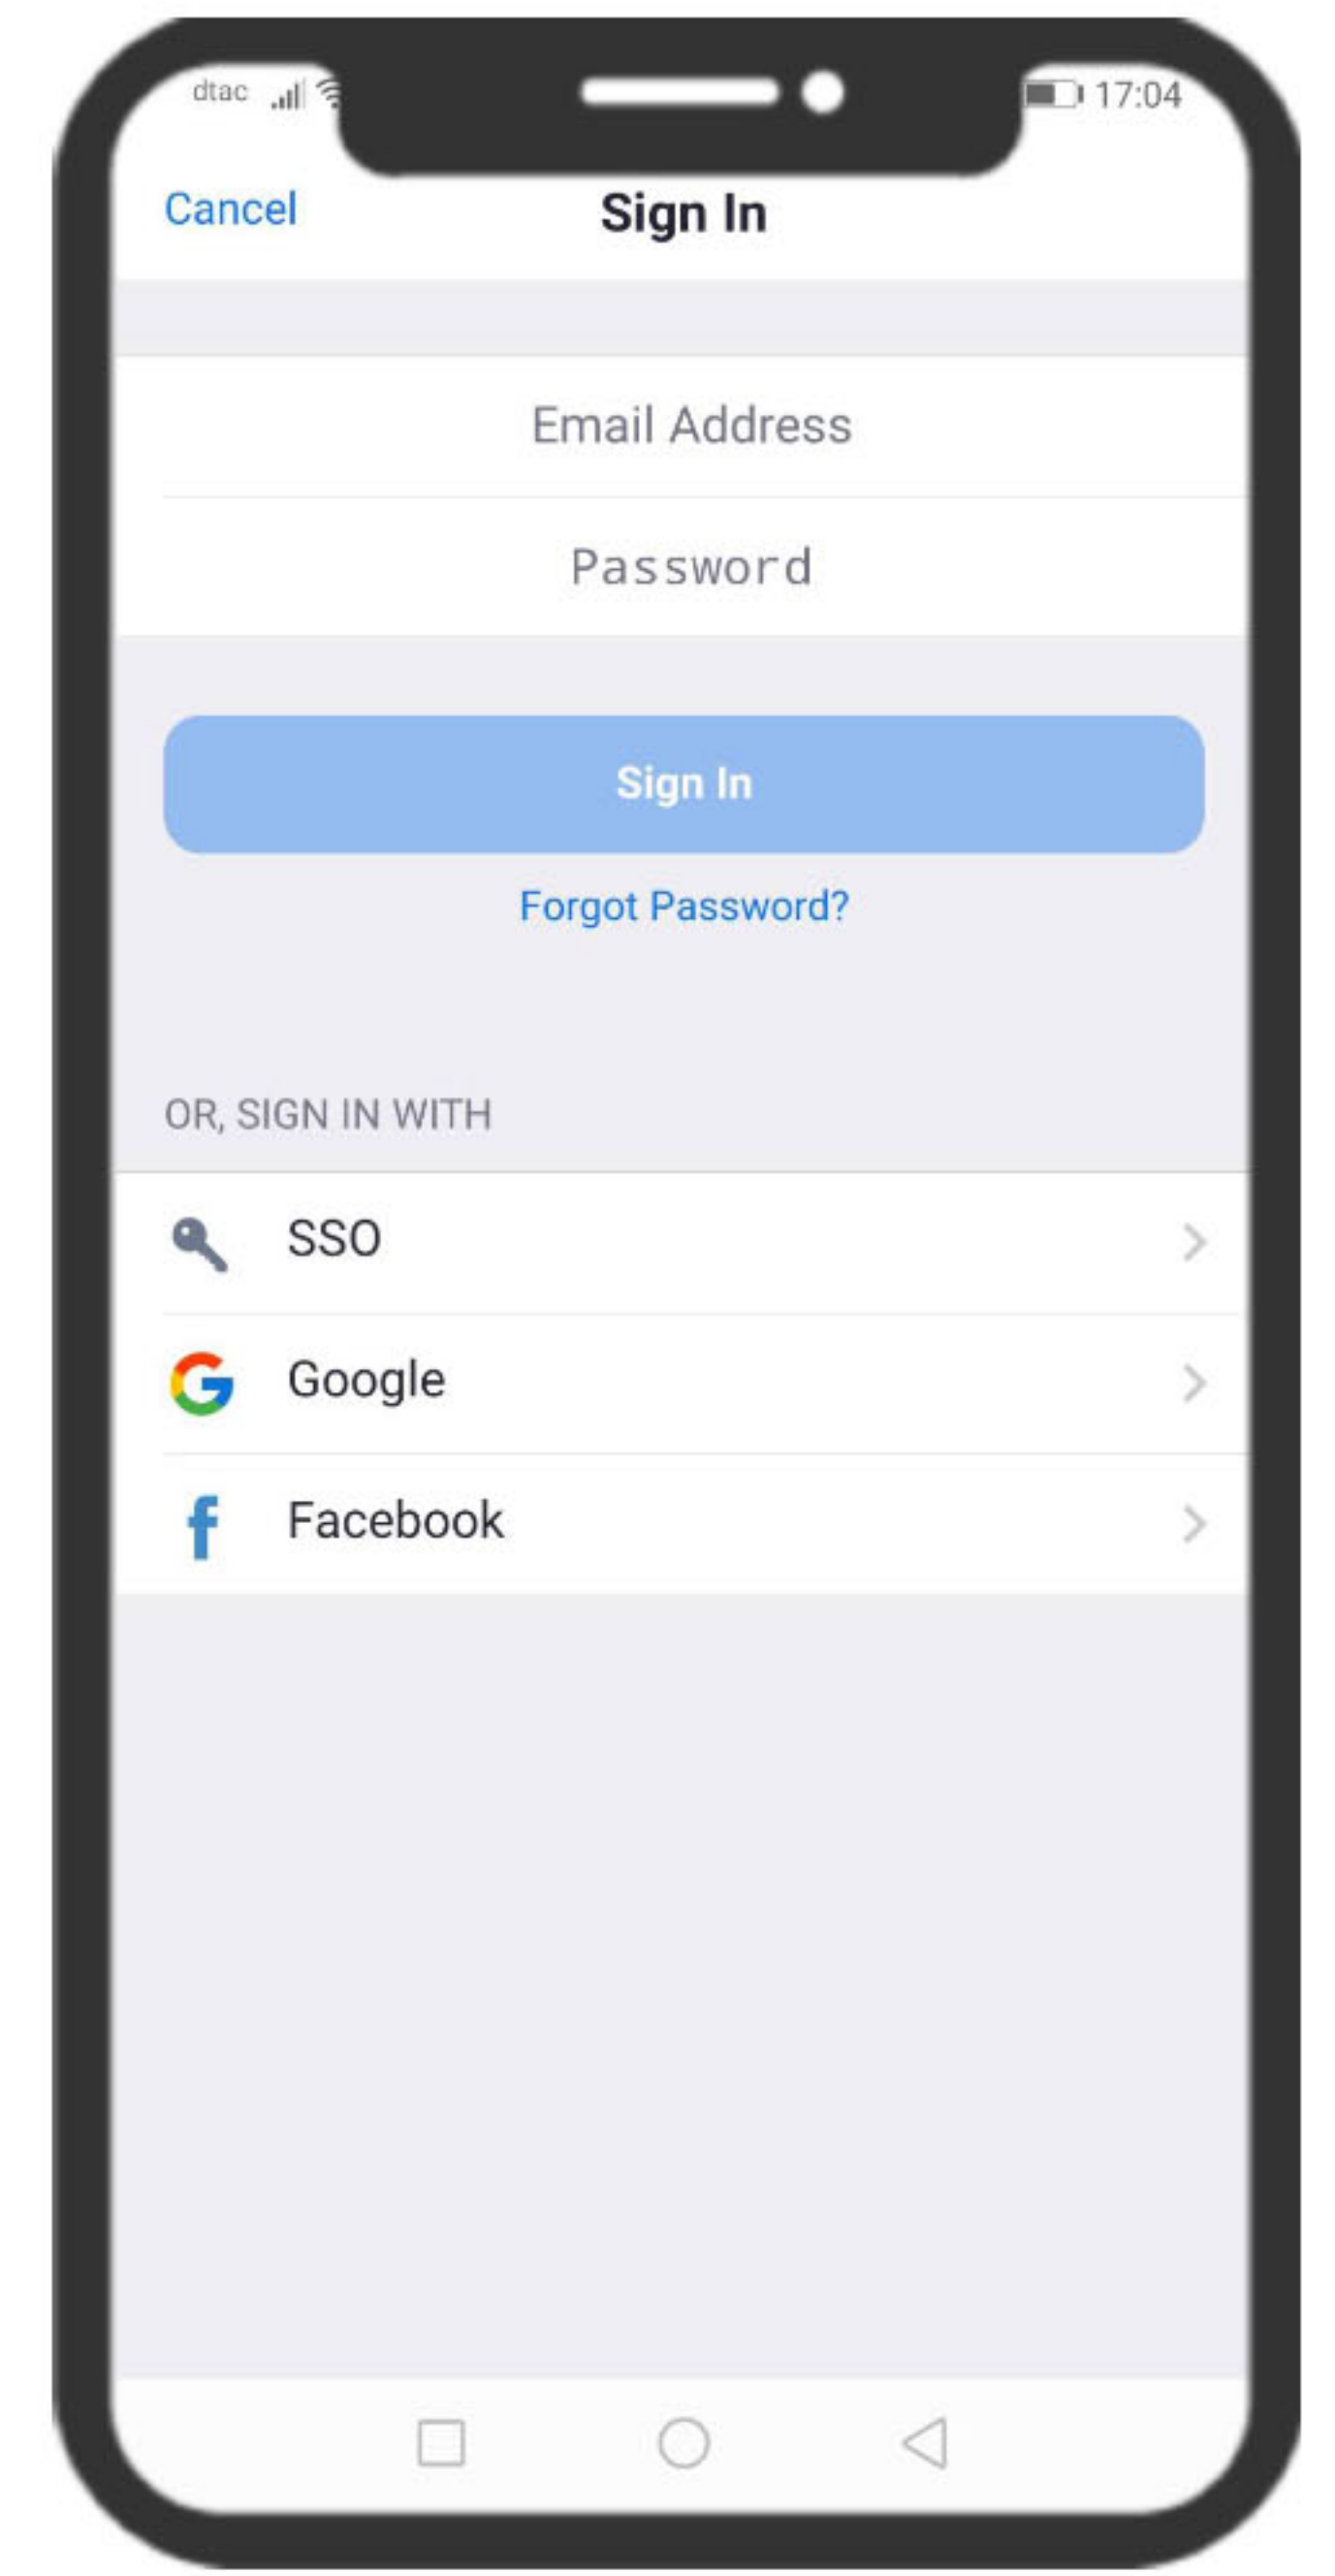 dtac 17:04
Cancel Sign In
Email Address
Password
Sign In
Forgot Password?
OR, SIGN IN WITH
SSO
Google
Facebook